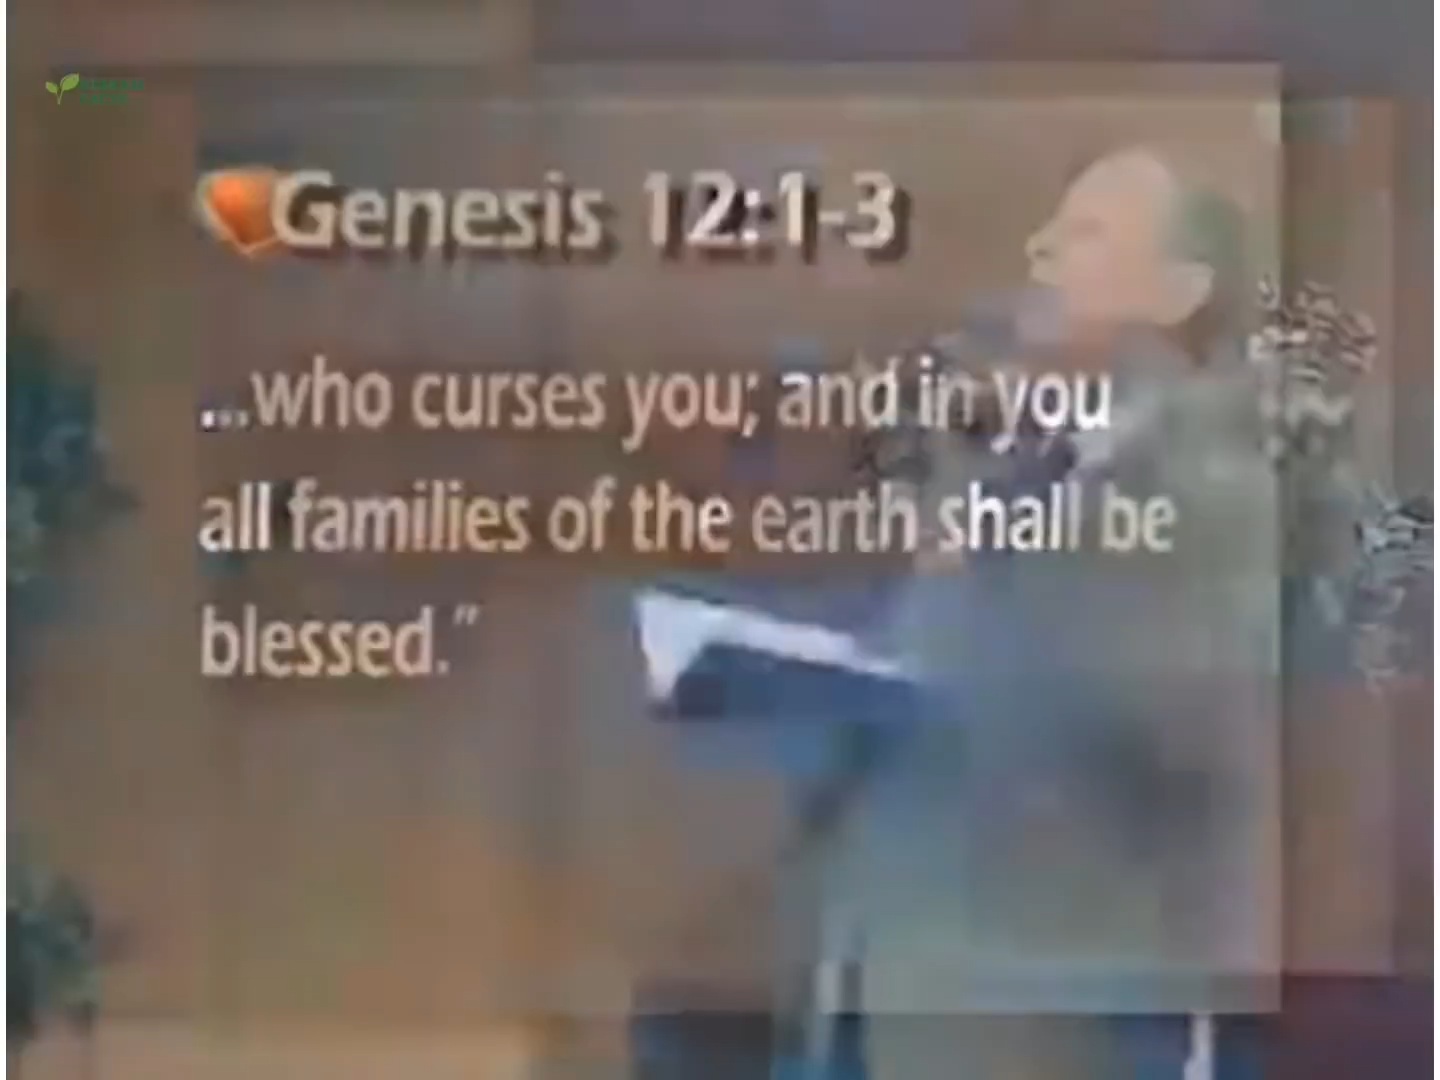 Genesis 12:1-3
...who curses you; and in you
all families of the earth shall be
blessed.”